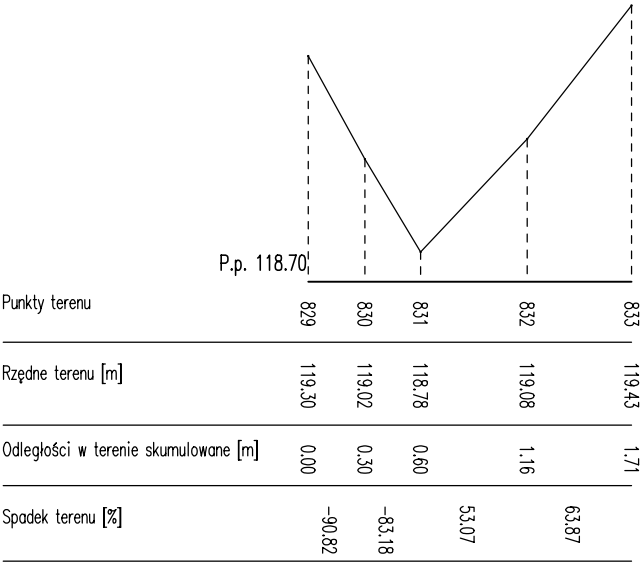 P.p. 118.70
Punkty terenu 829 830 831 832 833
Rzędne terenu [m] 119.30 119.02 118.78 119.08 119.43
Odległości w terenie skumulowane [m] 0.00 0.30 0.60 1.16 1.71
Spadek terenu [%] -90.82 -83.18 53.07 63.87